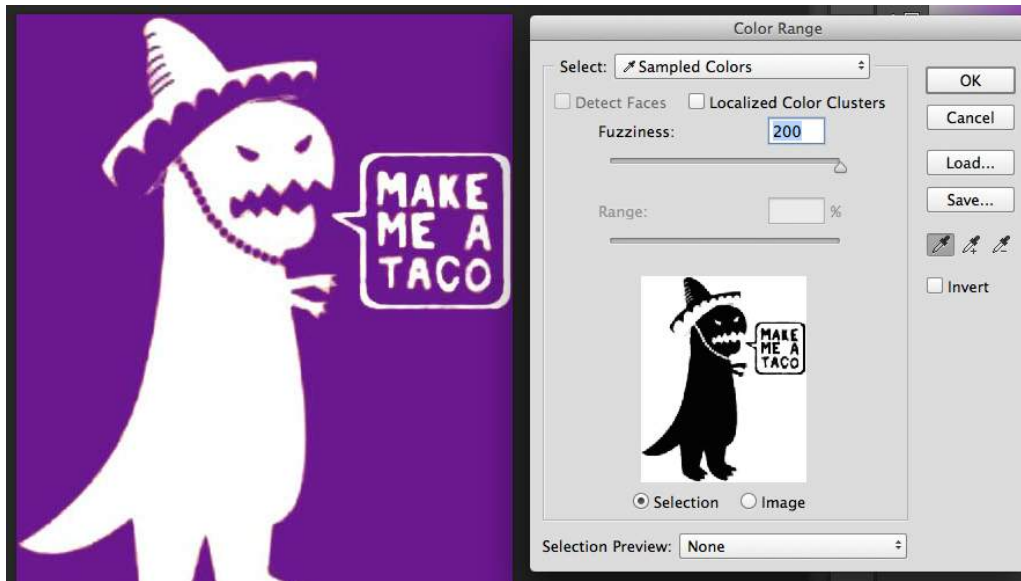 MAKE
ME A
TACO
Color Range
Select: Sampled Colors
Detect Faces Localized Color Clusters
Fuzziness: 200
Range: %
MAKE
ME A
TACO
Selection Image
Selection Preview: None
OK
Cancel
Load...
Save...
Invert